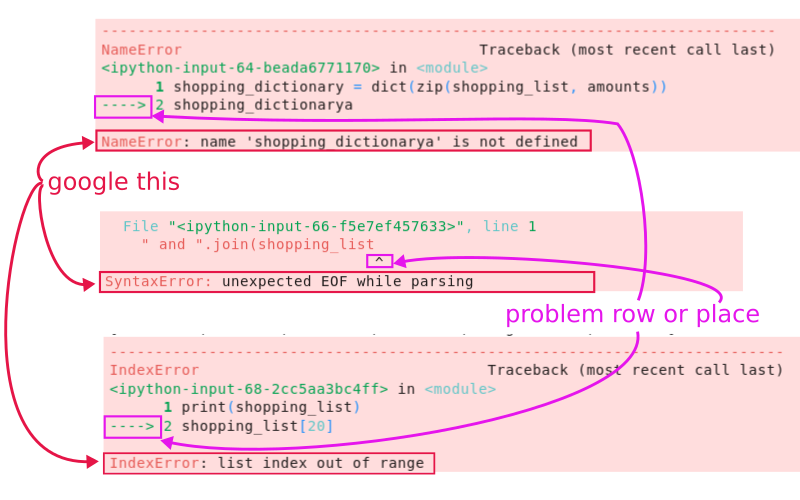 ---------------------------------------------------------------------------
NameError                                 Traceback (most recent call last)
<ipython-input-64-beada6771170> in <module>
      1 shopping_dictionary = dict(zip(shopping_list, amounts))
----> 2 shopping_dictionarya
NameError: name 'shopping_dictionarya' is not defined
google this
File "<ipython-input-66-f5e7ef457633>", line 1
" and ".join(shopping_list
^
SyntaxError: unexpected EOF while parsing
problem row or place
---------------------------------------------------------------------------
IndexError                                Traceback (most recent call last)
<ipython-input-68-2cc5aa3bc4ff> in <module>
      1 print(shopping_list)
----> 2 shopping_list[20]
IndexError: list index out of range